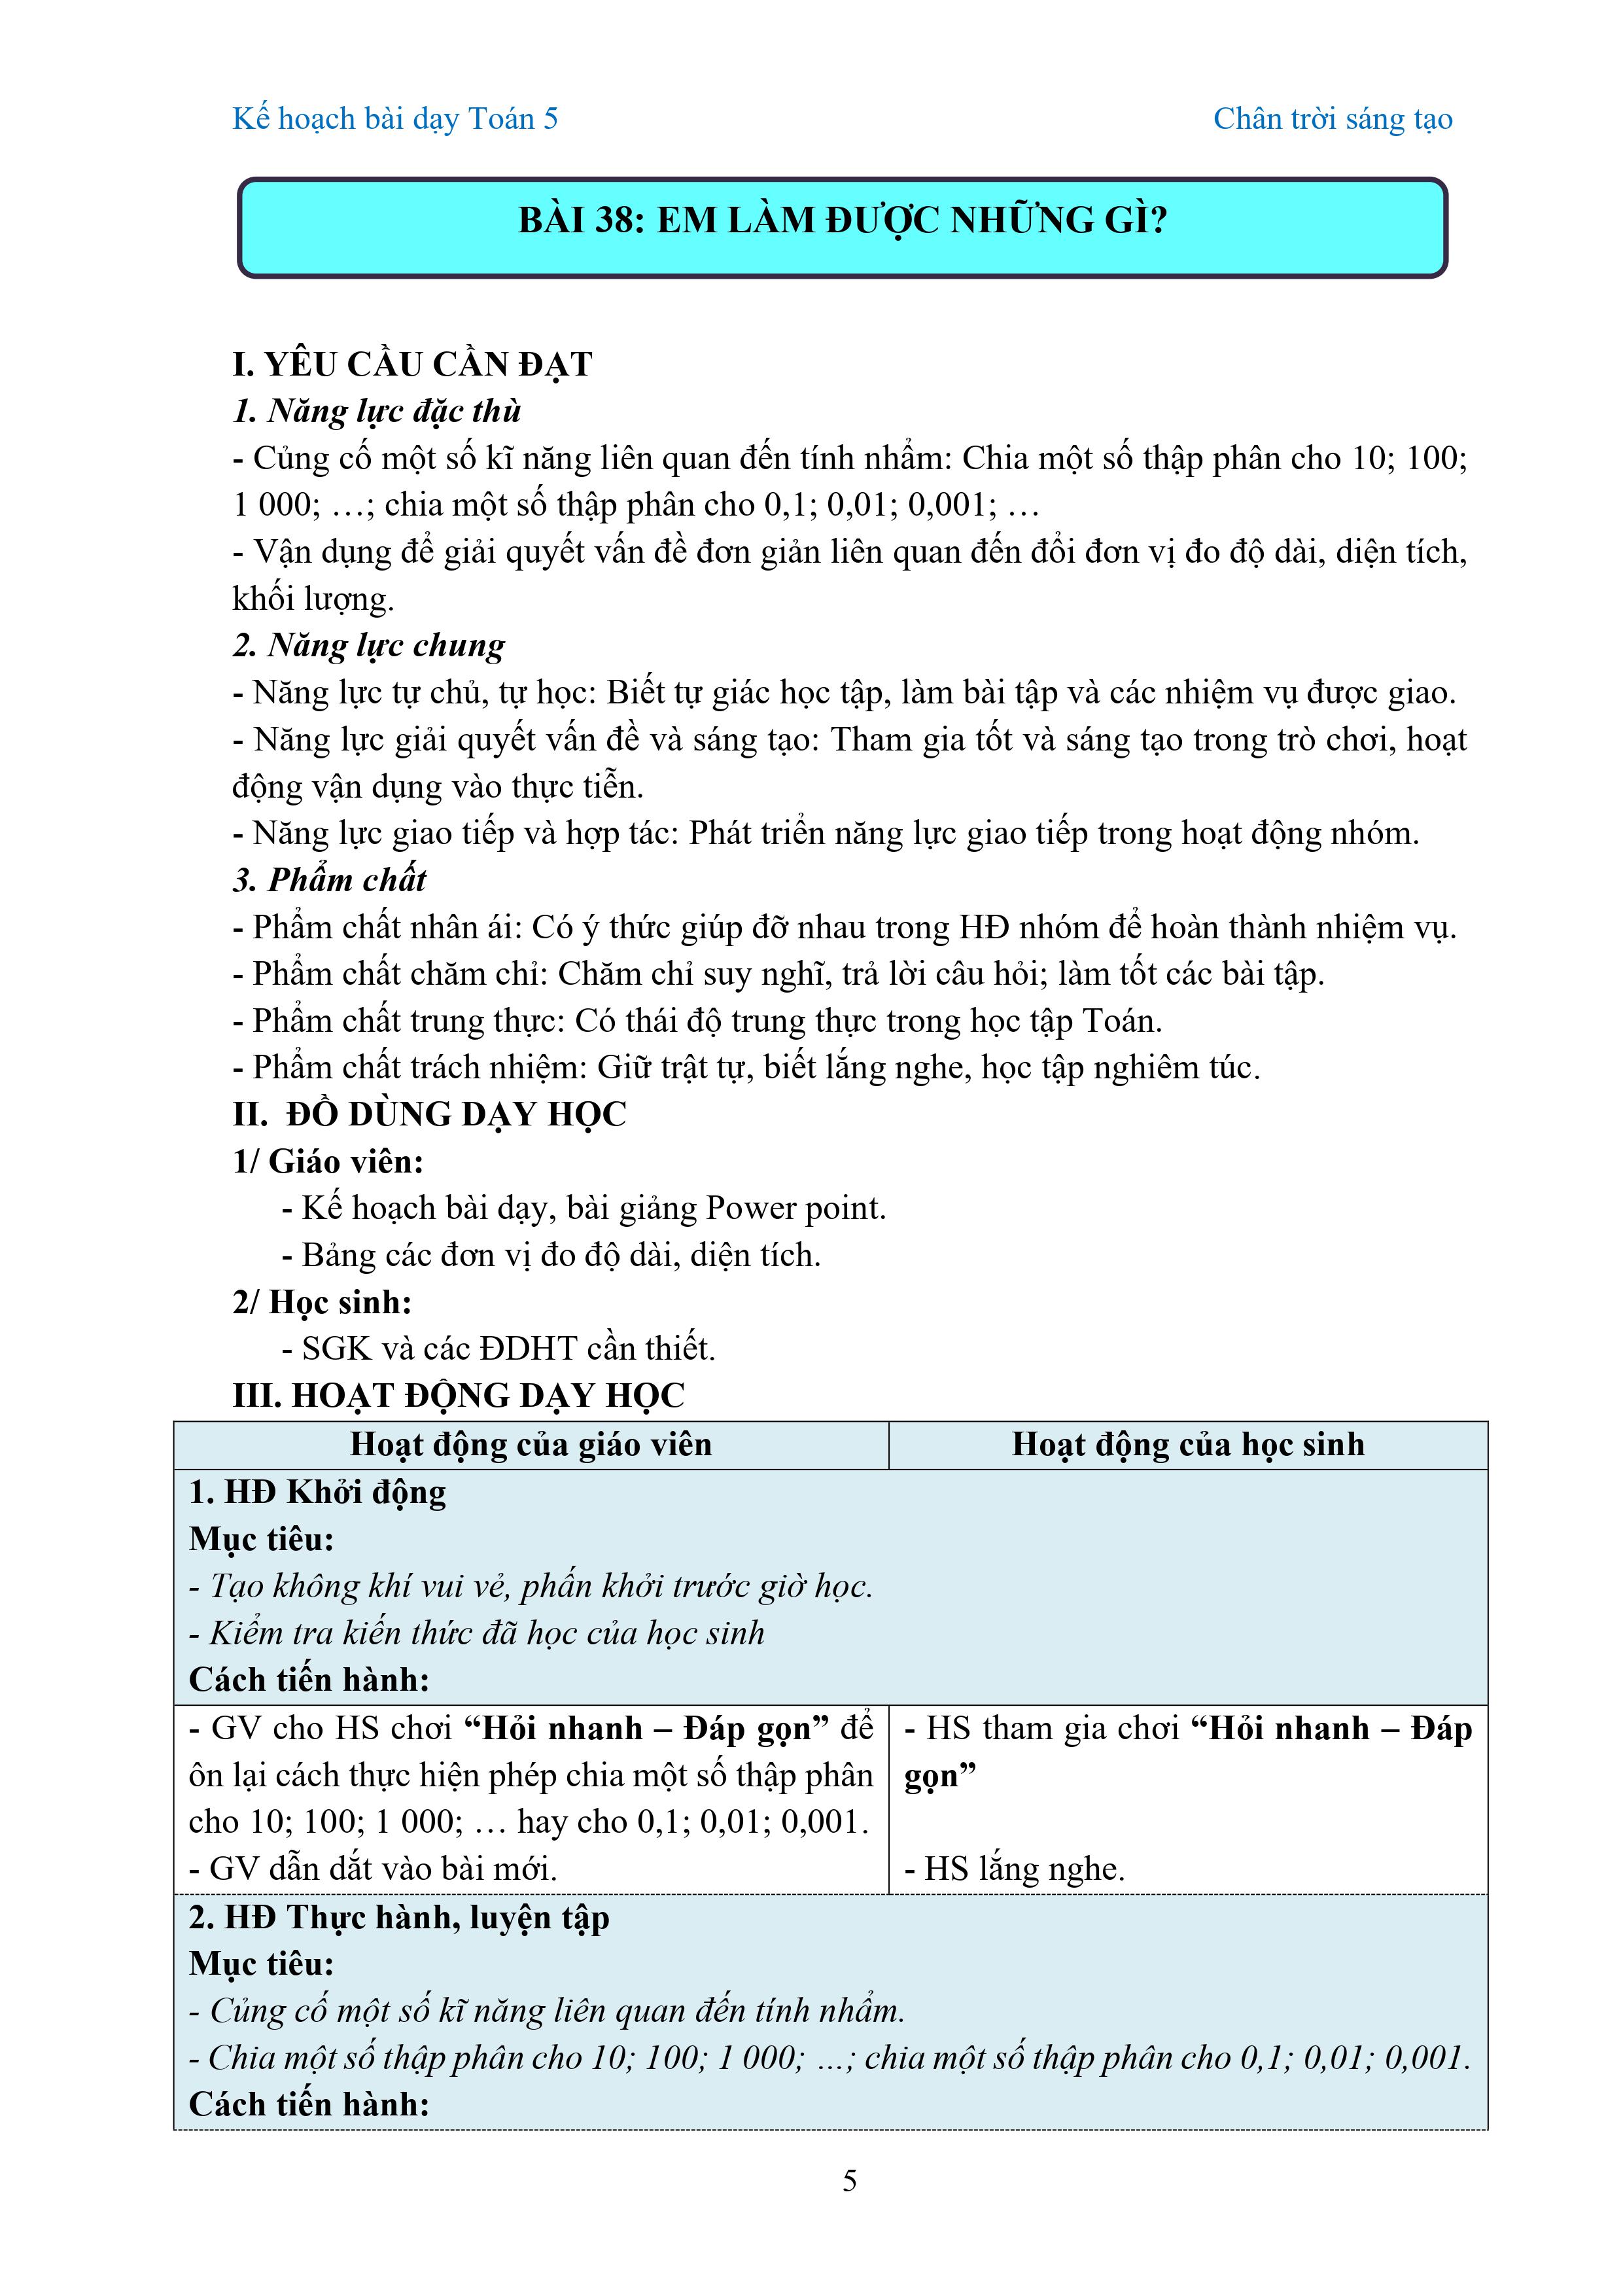 Kế hoạch bài dạy Toán 5
Chân trời sáng tạo
BÀI 38: EM LÀM ĐƯỢC NHỮNG GÌ?
I. YÊU CẦU CẦN ĐẠT
1. Năng lực đặc thù
- Củng cố một số kĩ năng liên quan đến tính nhẩm: Chia một số thập phân cho 10; 100;
1 000; …; chia một số thập phân cho 0,1; 0,01; 0,001; …
- Vận dụng để giải quyết vấn đề đơn giản liên quan đến đổi đơn vị đo độ dài, diện tích,
khối lượng.
2. Năng lực chung
- Năng lực tự chủ, tự học: Biết tự giác học tập, làm bài tập và các nhiệm vụ được giao.
- Năng lực giải quyết vấn đề và sáng tạo: Tham gia tốt và sáng tạo trong trò chơi, hoạt
động vận dụng vào thực tiễn.
- Năng lực giao tiếp và hợp tác: Phát triển năng lực giao tiếp trong hoạt động nhóm.
3. Phẩm chất
- Phẩm chất nhân ái: Có ý thức giúp đỡ nhau trong HĐ nhóm để hoàn thành nhiệm vụ.
- Phẩm chất chăm chỉ: Chăm chỉ suy nghĩ, trả lời câu hỏi; làm tốt các bài tập.
- Phẩm chất trung thực: Có thái độ trung thực trong học tập Toán.
- Phẩm chất trách nhiệm: Giữ trật tự, biết lắng nghe, học tập nghiêm túc.
II. ĐỒ DÙNG DẠY HỌC
1/ Giáo viên:
- Kế hoạch bài dạy, bài giảng Power point.
- Bảng các đơn vị đo độ dài, diện tích.
2/ Học sinh:
- SGK và các ĐDHT cần thiết.
III. HOẠT ĐỘNG DẠY HỌC
Hoạt động của giáo viên
Hoạt động của học sinh
1. HĐ Khởi động
Mục tiêu:
- Tạo không khí vui vẻ, phấn khởi trước giờ học.
- Kiểm tra kiến thức đã học của học sinh
Cách tiến hành:
- GV cho HS chơi “Hỏi nhanh – Đáp gọn” để
ôn lại cách thực hiện phép chia một số thập phân
cho 10; 100; 1 000; … hay cho 0,1; 0,01; 0,001.
- GV dẫn dắt vào bài mới.
- HS tham gia chơi “Hỏi nhanh – Đáp
gọn”
- HS lắng nghe.
2. HĐ Thực hành, luyện tập
Mục tiêu:
- Củng cố một số kĩ năng liên quan đến tính nhẩm.
- Chia một số thập phân cho 10; 100; 1 000; …; chia một số thập phân cho 0,1; 0,01; 0,001.
Cách tiến hành:
5